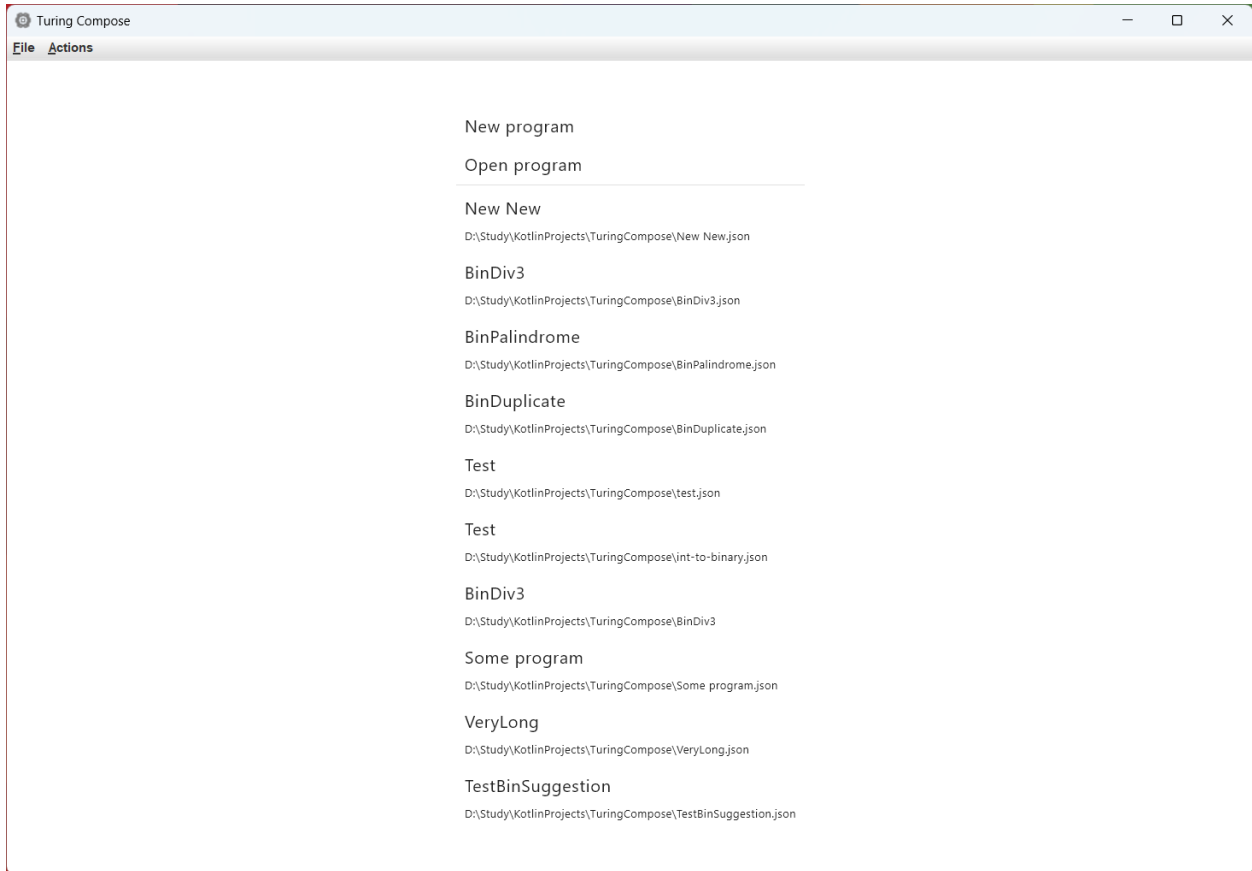 Turing Compose
File Actions
New program
Open program
New New
D:\Study\KotlinProjects\TuringCompose\New New.json
BinDiv3
D:\Study\KotlinProjects\TuringCompose\BinDiv3.json
BinPalindrome
D:\Study\KotlinProjects\TuringCompose\BinPalindrome.json
BinDuplicate
D:\Study\KotlinProjects\TuringCompose\BinDuplicate.json
Test
D:\Study\KotlinProjects\TuringCompose\test.json
Test
D:\Study\KotlinProjects\TuringCompose\int-to-binary.json
BinDiv3
D:\Study\KotlinProjects\TuringCompose\BinDiv3
Some program
D:\Study\KotlinProjects\TuringCompose\Some program.json
VeryLong
D:\Study\KotlinProjects\TuringCompose\VeryLong.json
TestBinSuggestion
D:\Study\KotlinProjects\TuringCompose\TestBinSuggestion.json